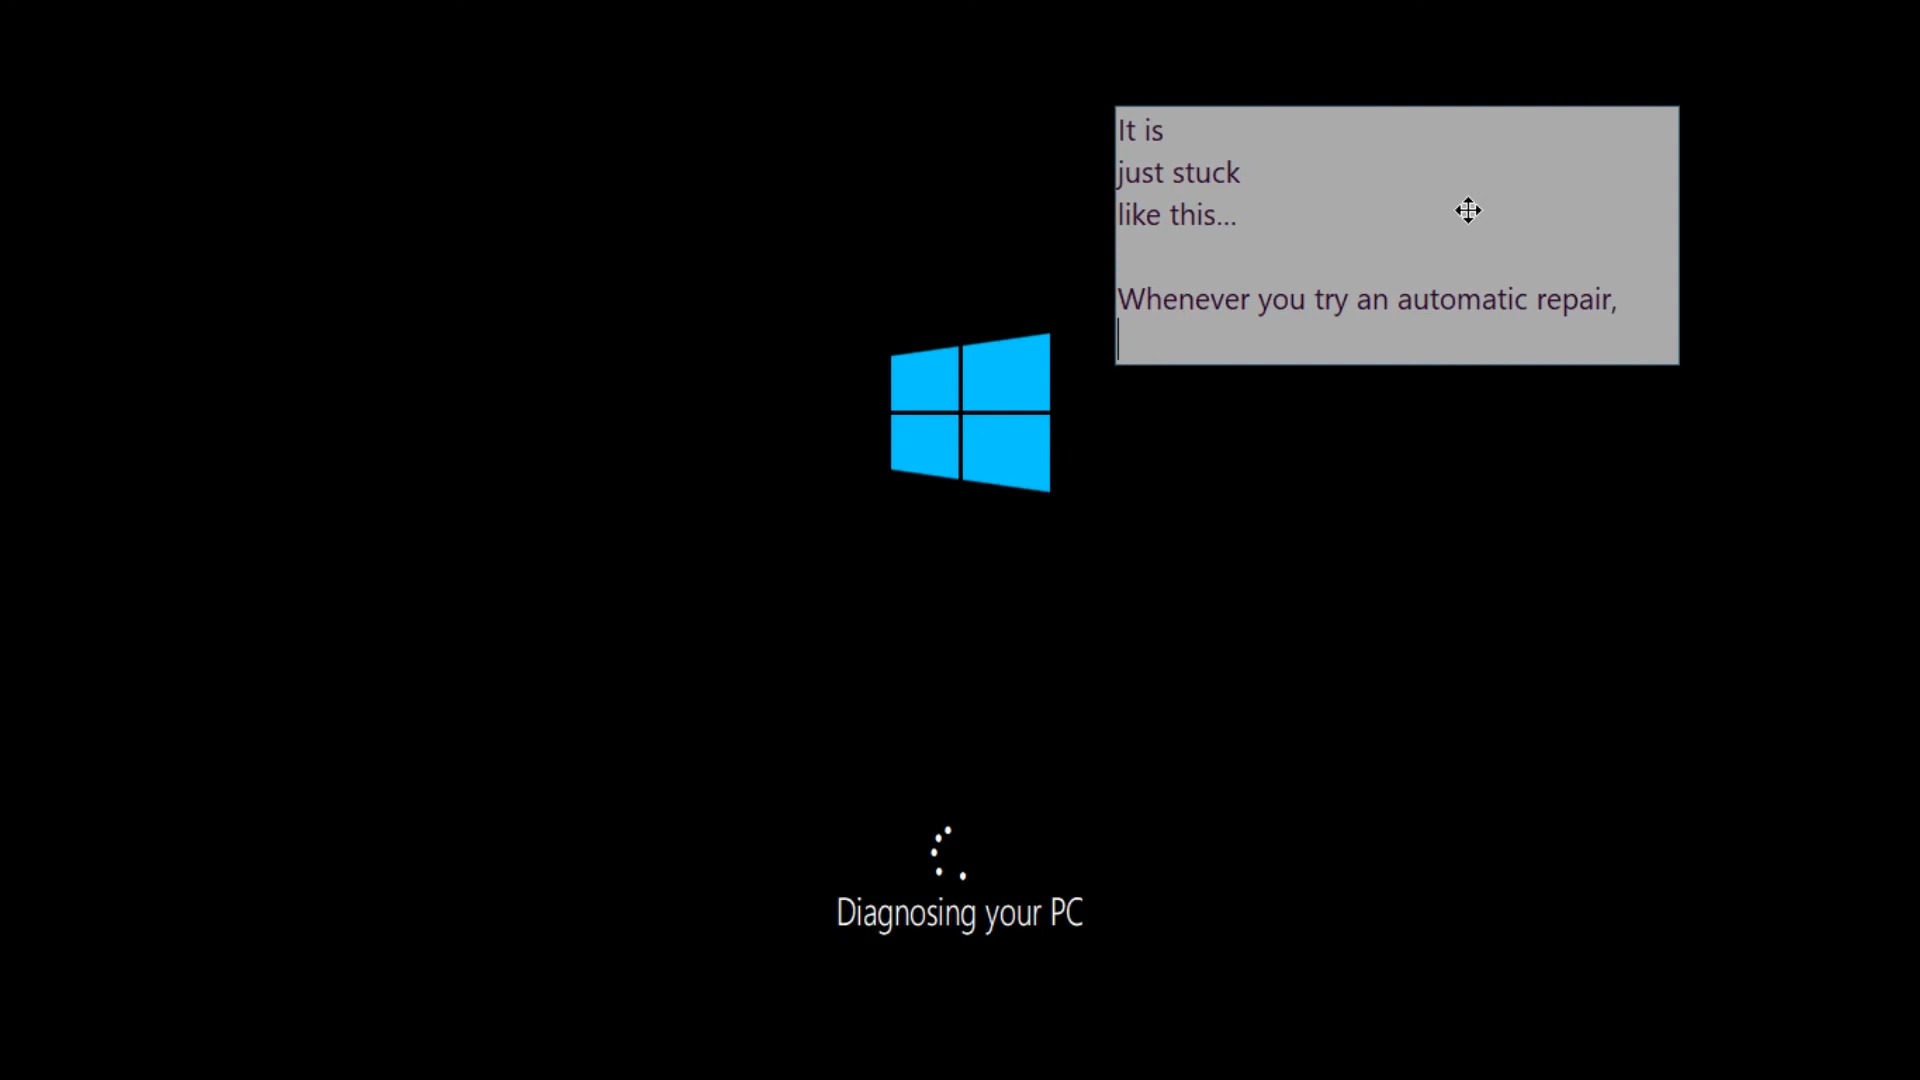 It is
just stuck
like this...
Whenever you try an automatic repair,
Diagnosing your PC